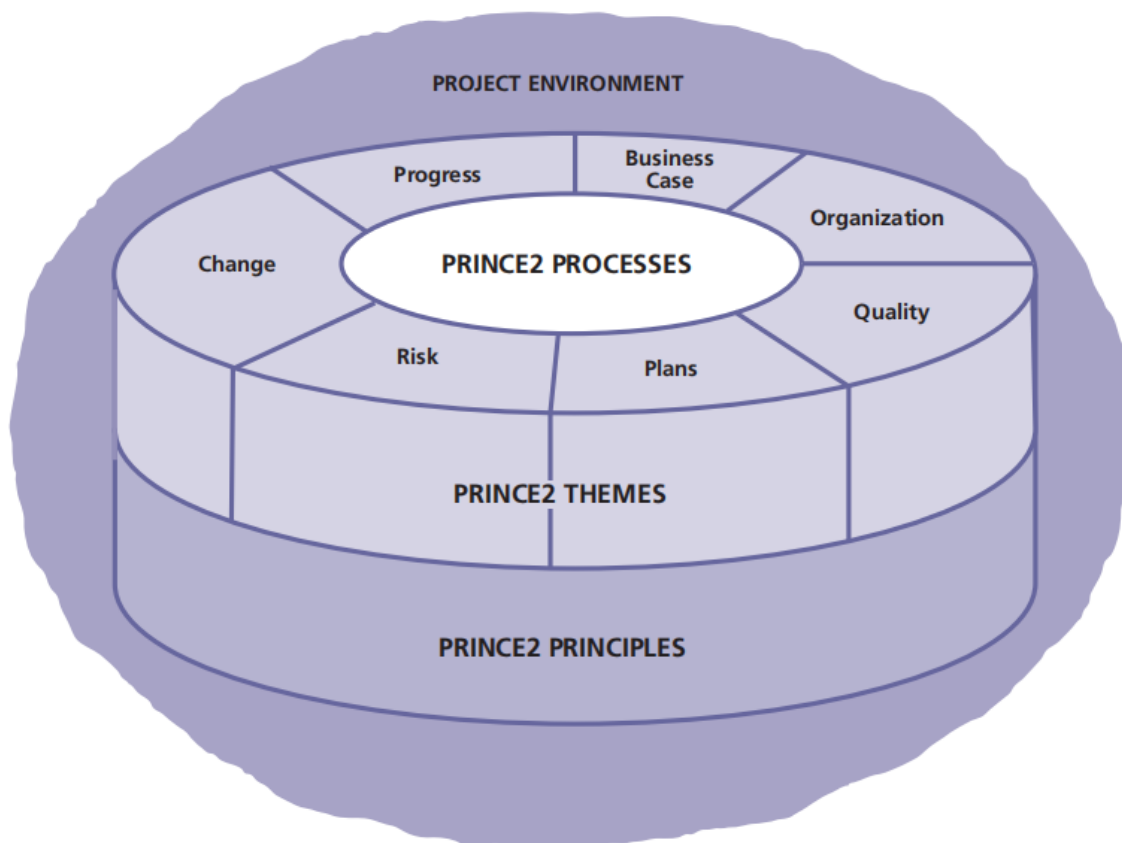 PROJECT ENVIRONMENT
Progress
Business
Case
Organization
Change
PRINCE2 PROCESSES
Quality
Risk
Plans
PRINCE2 THEMES
PRINCE2 PRINCIPLES